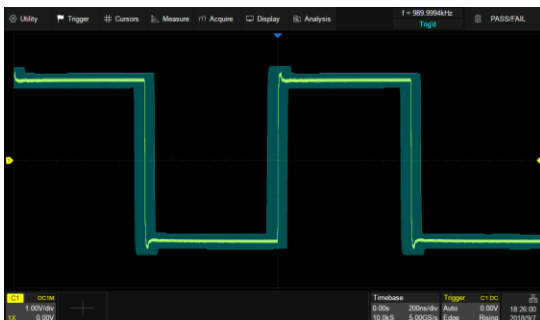 Utility Trigger Cursors Measure Acquire Display Analysis f = 989.9994kHz PASS/FAIL
Trig'd
C1 DC1M
1.00V/div
1X 0.00V
Timebase
0.00s 200ns/div
10.0kS 5.00GS/s
Trigger C1 DC
Auto 0.00V
Edge Rising
18:26:00
2018/9/7